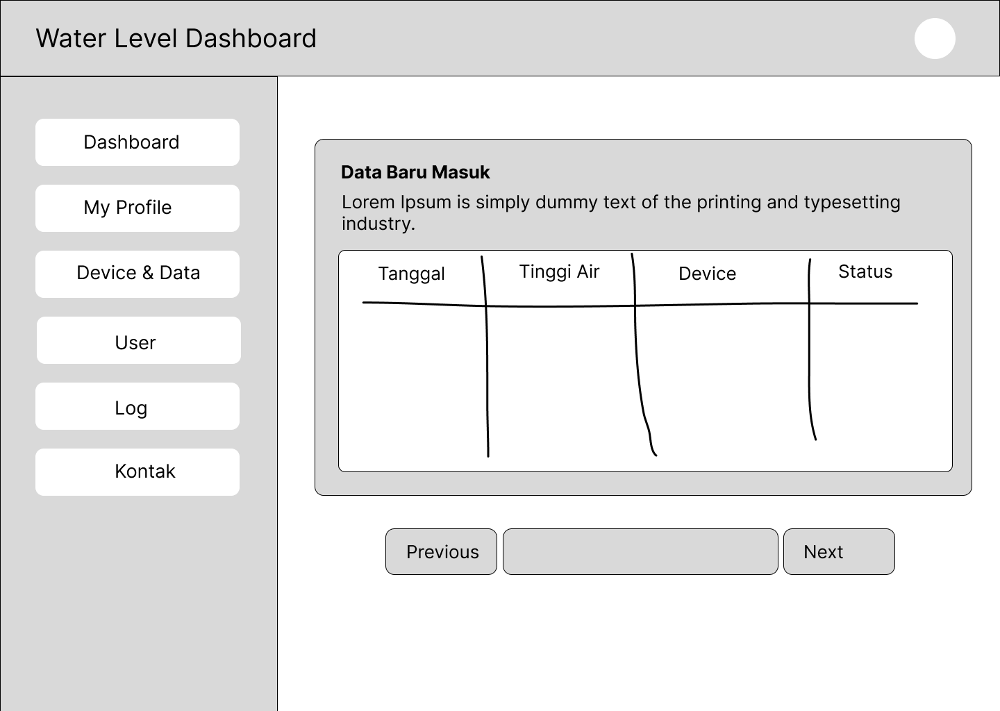 Water Level Dashboard
Dashboard
My Profile
Device & Data
User
Log
Kontak
Data Baru Masuk
Lorem Ipsum is simply dummy text of the printing and typesetting
industry.
Tanggal Tinggi Air Device Status
Previous Next